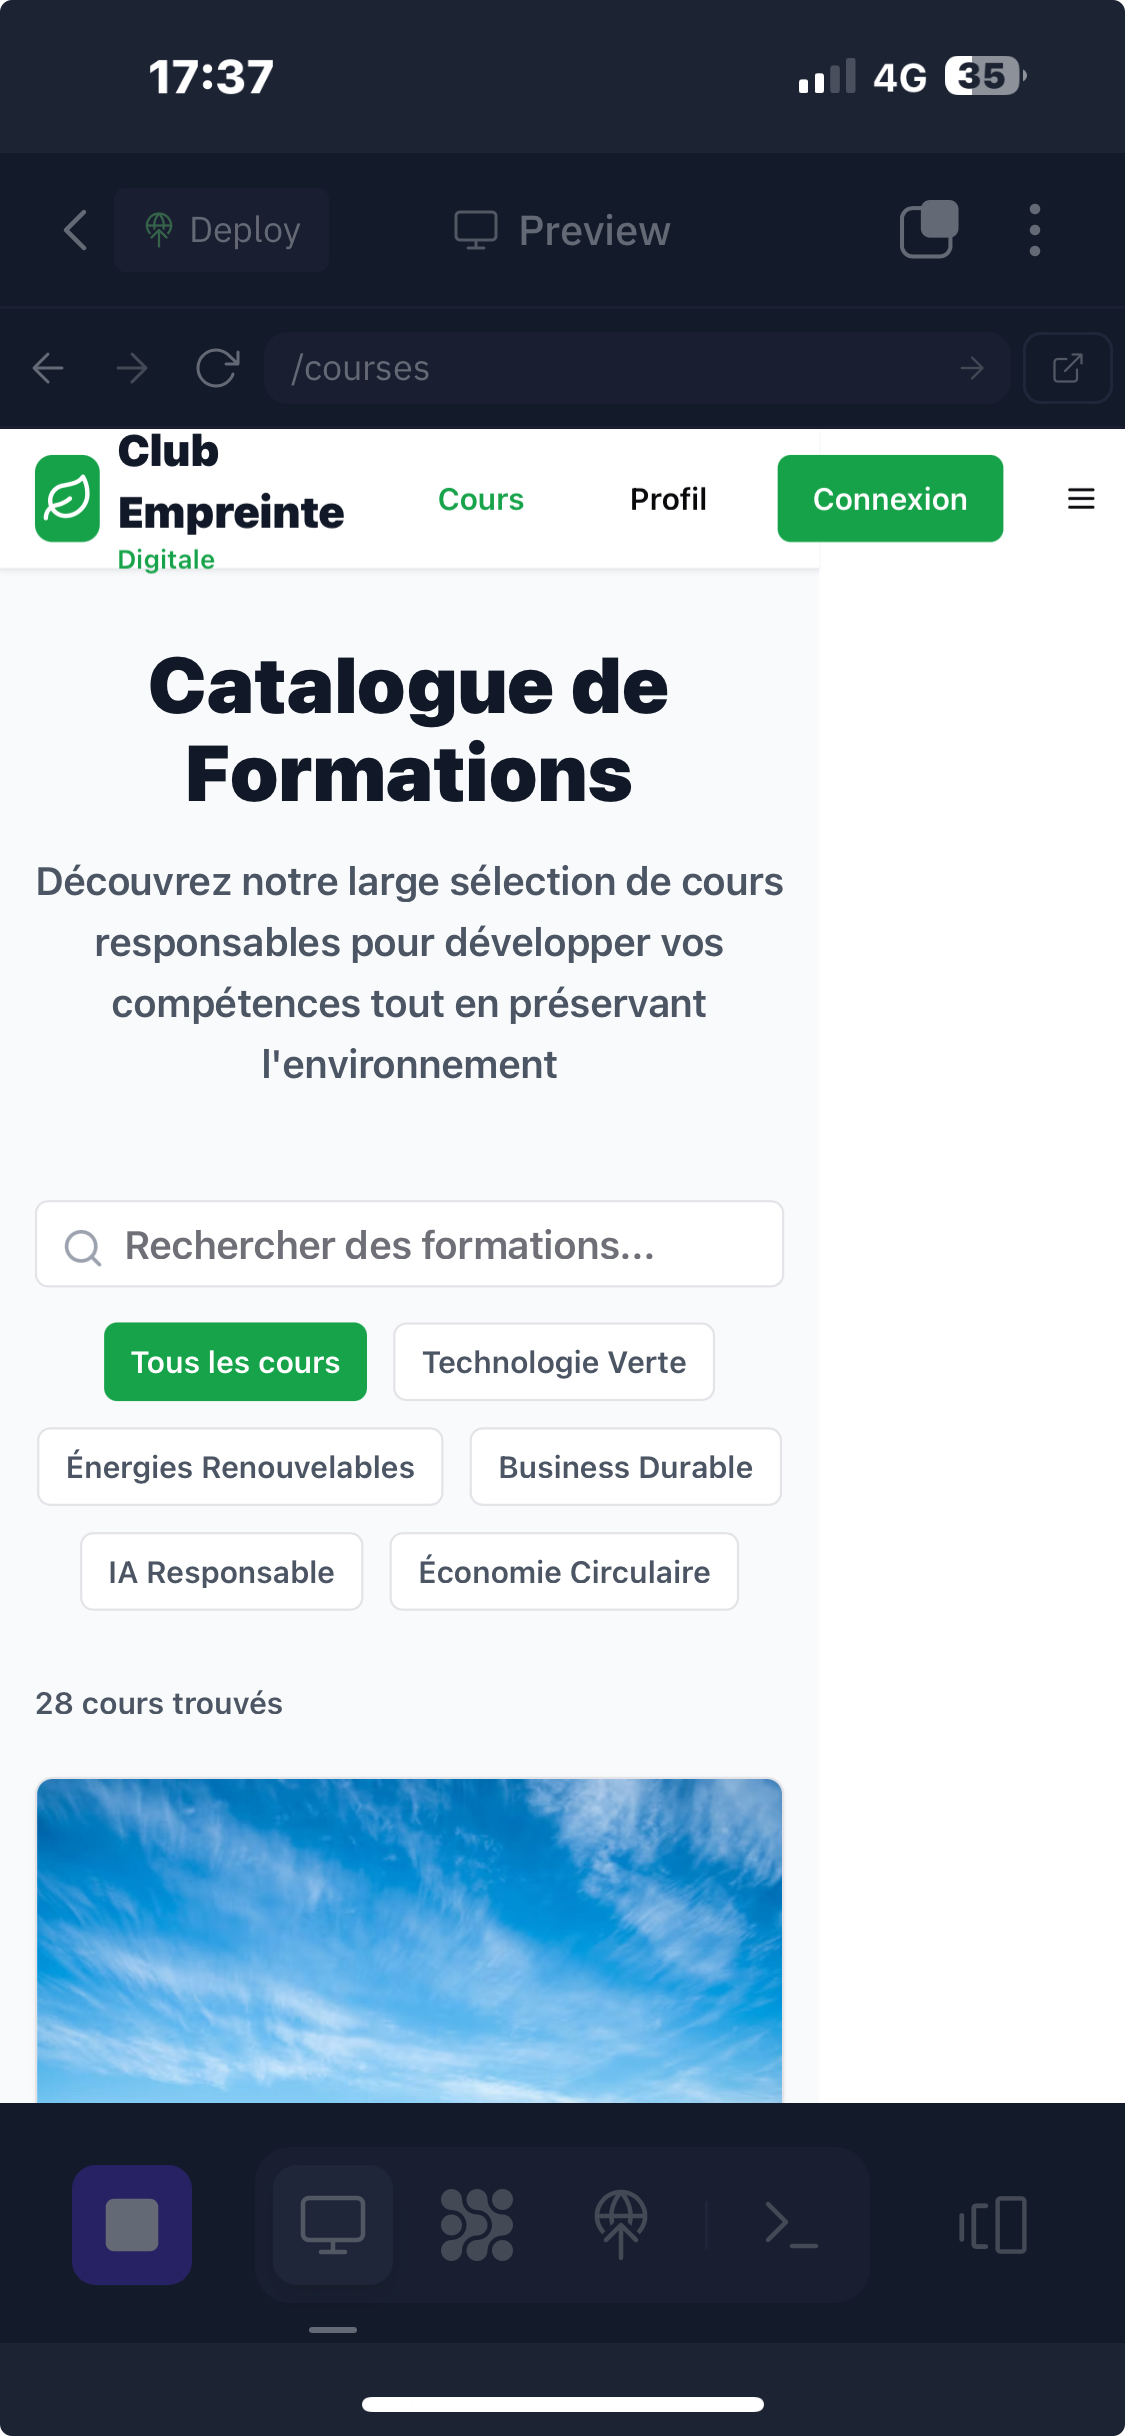 17:37
4G 35
Deploy Preview
/courses
Club
Empreinte
Digitale
Cours Profil Connexion
Catalogue de
Formations
Découvrez notre large sélection de cours
responsables pour développer vos
compétences tout en préservant
l'environnement
Rechercher des formations...
Tous les cours Technologie Verte
Énergies Renouvelables Business Durable
IA Responsable Économie Circulaire
28 cours trouvés